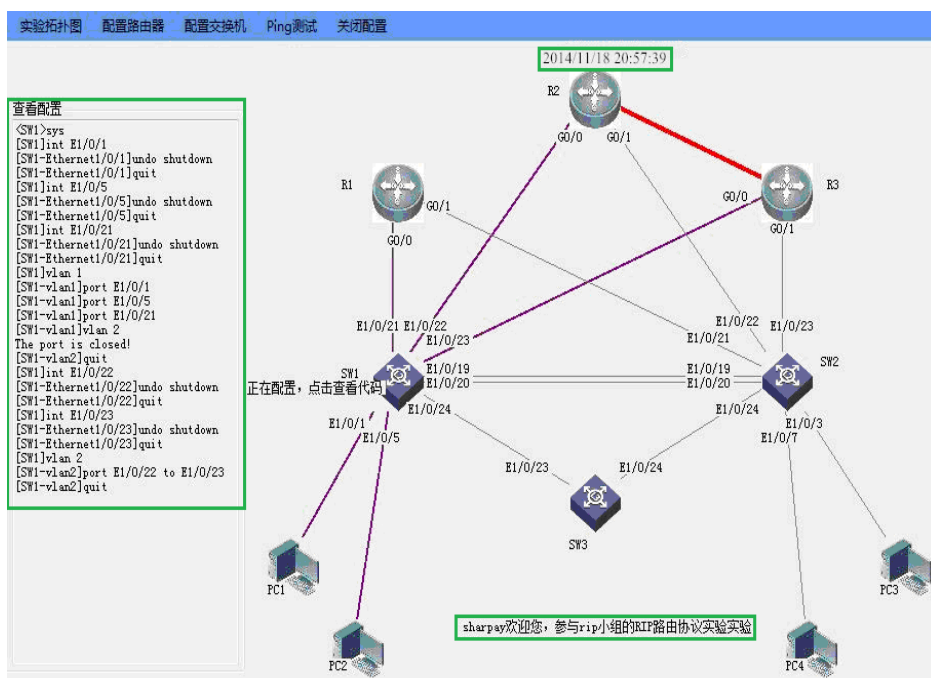 实验拓扑图 配置路由器 配置交换机 Ping测试 关闭配置
2014/11/18 20:57:39
查看配置
<SW1>sys
[SW1]int E1/0/1
[SW1-Ethernet1/0/1]undo shutdown
[SW1-Ethernet1/0/1]quit
[SW1]int E1/0/5
[SW1-Ethernet1/0/5]undo shutdown
[SW1-Ethernet1/0/5]quit
[SW1]int E1/0/21
[SW1-Ethernet1/0/21]undo shutdown
[SW1-Ethernet1/0/21]quit
[SW1]vlan 1
[SW1-vlan1]port E1/0/1
[SW1-vlan1]port E1/0/5
[SW1-vlan1]port E1/0/21
[SW1-vlan1]vlan 2
The port is closed!
[SW1-vlan2]quit
[SW1]int E1/0/22
[SW1-Ethernet1/0/22]undo shutdown
[SW1-Ethernet1/0/22]quit
[SW1]int E1/0/23
[SW1-Ethernet1/0/23]undo shutdown
[SW1-Ethernet1/0/23]quit
[SW1]vlan 2
[SW1-vlan2]port E1/0/22 to E1/0/23
[SW1-vlan2]quit
R2
G0/0 G0/1
R1
G0/1
G0/0
R3
G0/0
G0/1
E1/0/21 E1/0/22
E1/0/23
E1/0/22
E1/0/21
E1/0/23
SW1
E1/0/19
E1/0/20
正在配置，点击查看代码
E1/0/24
E1/0/1
E1/0/5
E1/0/19
E1/0/20
SW2
E1/0/24
E1/0/3
E1/0/7
E1/0/23
E1/0/24
SW3
PC1
PC2
PC3
PC4
sharpay欢迎您，参与rip小组的RIP路由协议实验实验